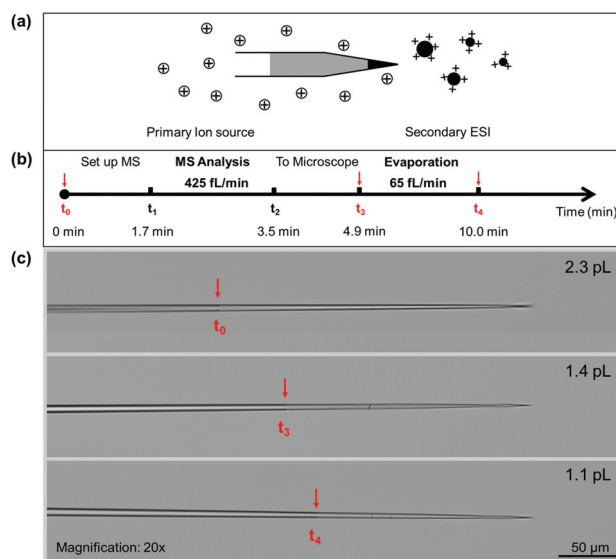 (a)
Primary Ion source
Secondary ESI
(b)
Set up MS
MS Analysis
To Microscope
Evaporation
425 fL/min
65 fL/min
t0
t1
t2
t3
t4
Time (min)
0 min
1.7 min
3.5 min
4.9 min
10.0 min
(c)
2.3 pL
t0
1.4 pL
t3
1.1 pL
t4
Magnification: 20x
50 µm